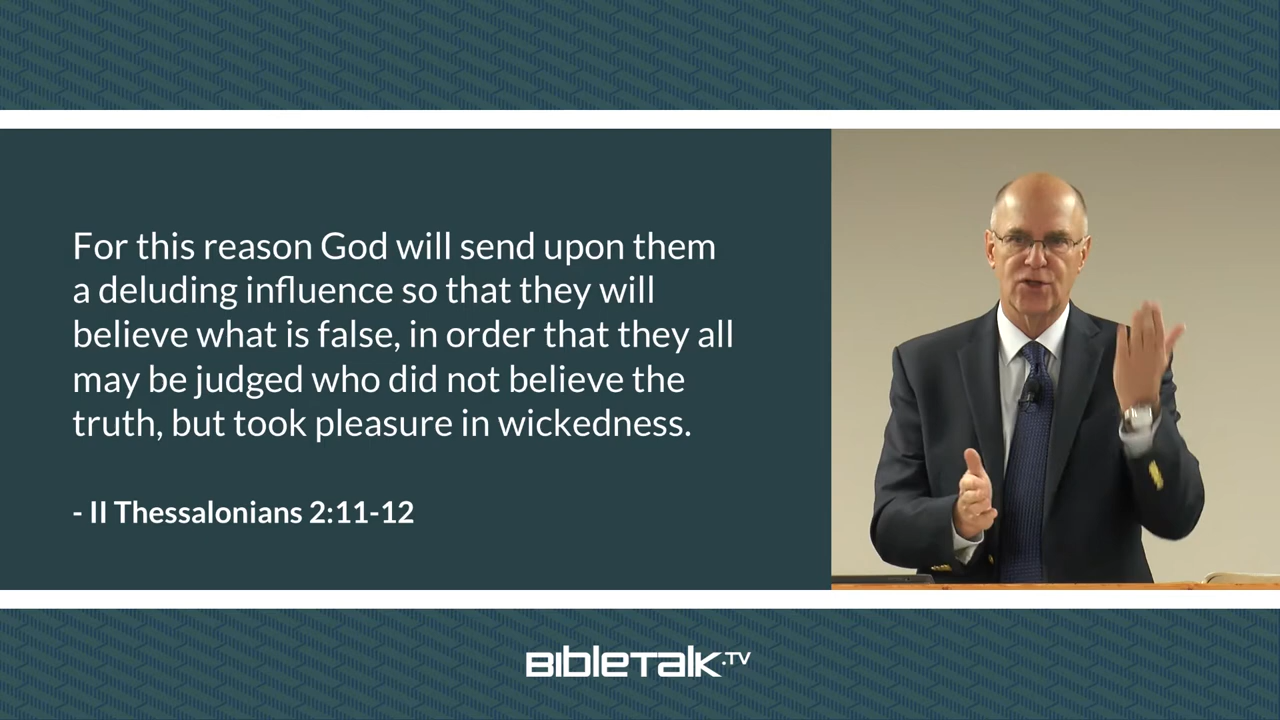 For this reason God will send upon them
a deluding influence so that they will
believe what is false, in order that they all
may be judged who did not believe the
truth, but took pleasure in wickedness.
- II Thessalonians 2:11-12
BIBLETALK.TV